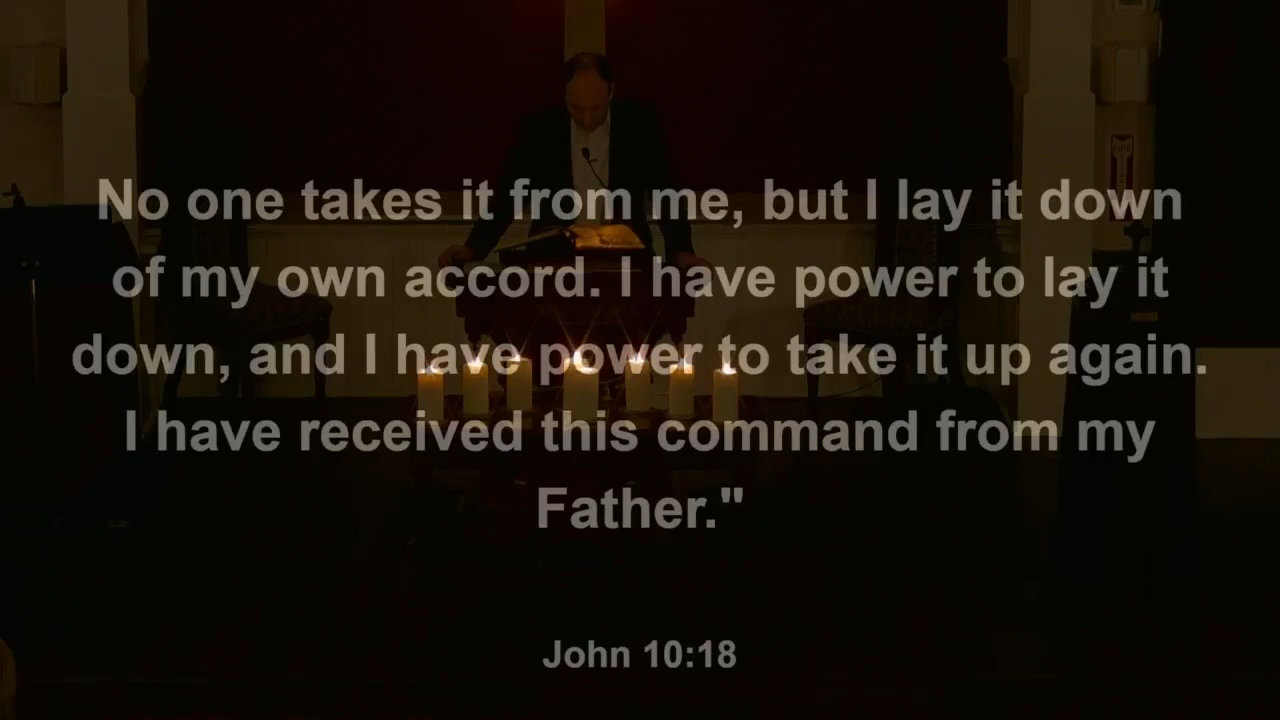 No one takes it from me, but I lay it down
of my own accord. I have power to lay it
down, and I have power to take it up again.
I have received this command from my
Father."
John 10:18